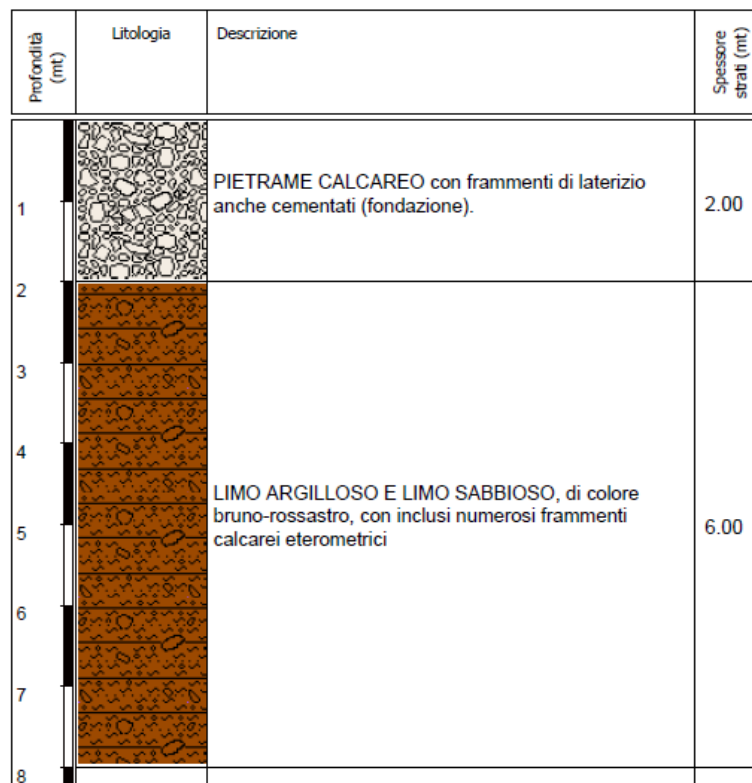 Profondità
(mt)
Litologia
Descrizione
Spessore
strati (mt)
1
PIETRAME CALCAREO con frammenti di laterizio
anche cementati (fondazione).
2.00
2
3
4
LIMO ARGILLOSO E LIMO SABBIOSO, di colore
bruno-rossastro, con inclusi numerosi frammenti
calcarei eterometrici
6.00
5
6
7
8